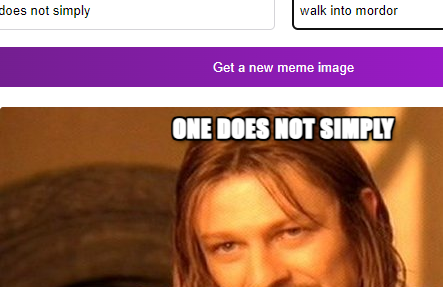 does not simply
walk into mordor
Get a new meme image
ONE DOES NOT SIMPLY